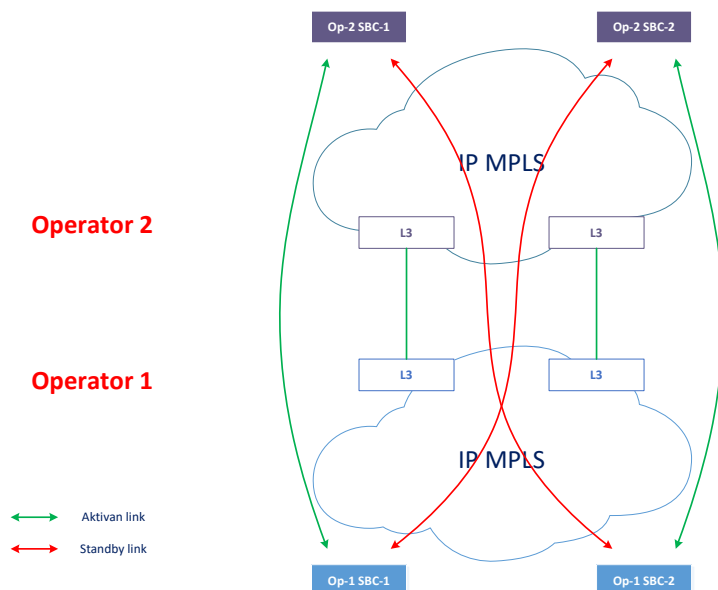 Op-2 SBC-1
Op-2 SBC-2
IP MPLS
Operator 2
L3
L3
Operator 1
L3
L3
IP MPLS
Aktivan link
Standby link
Op-1 SBC-1
Op-1 SBC-2